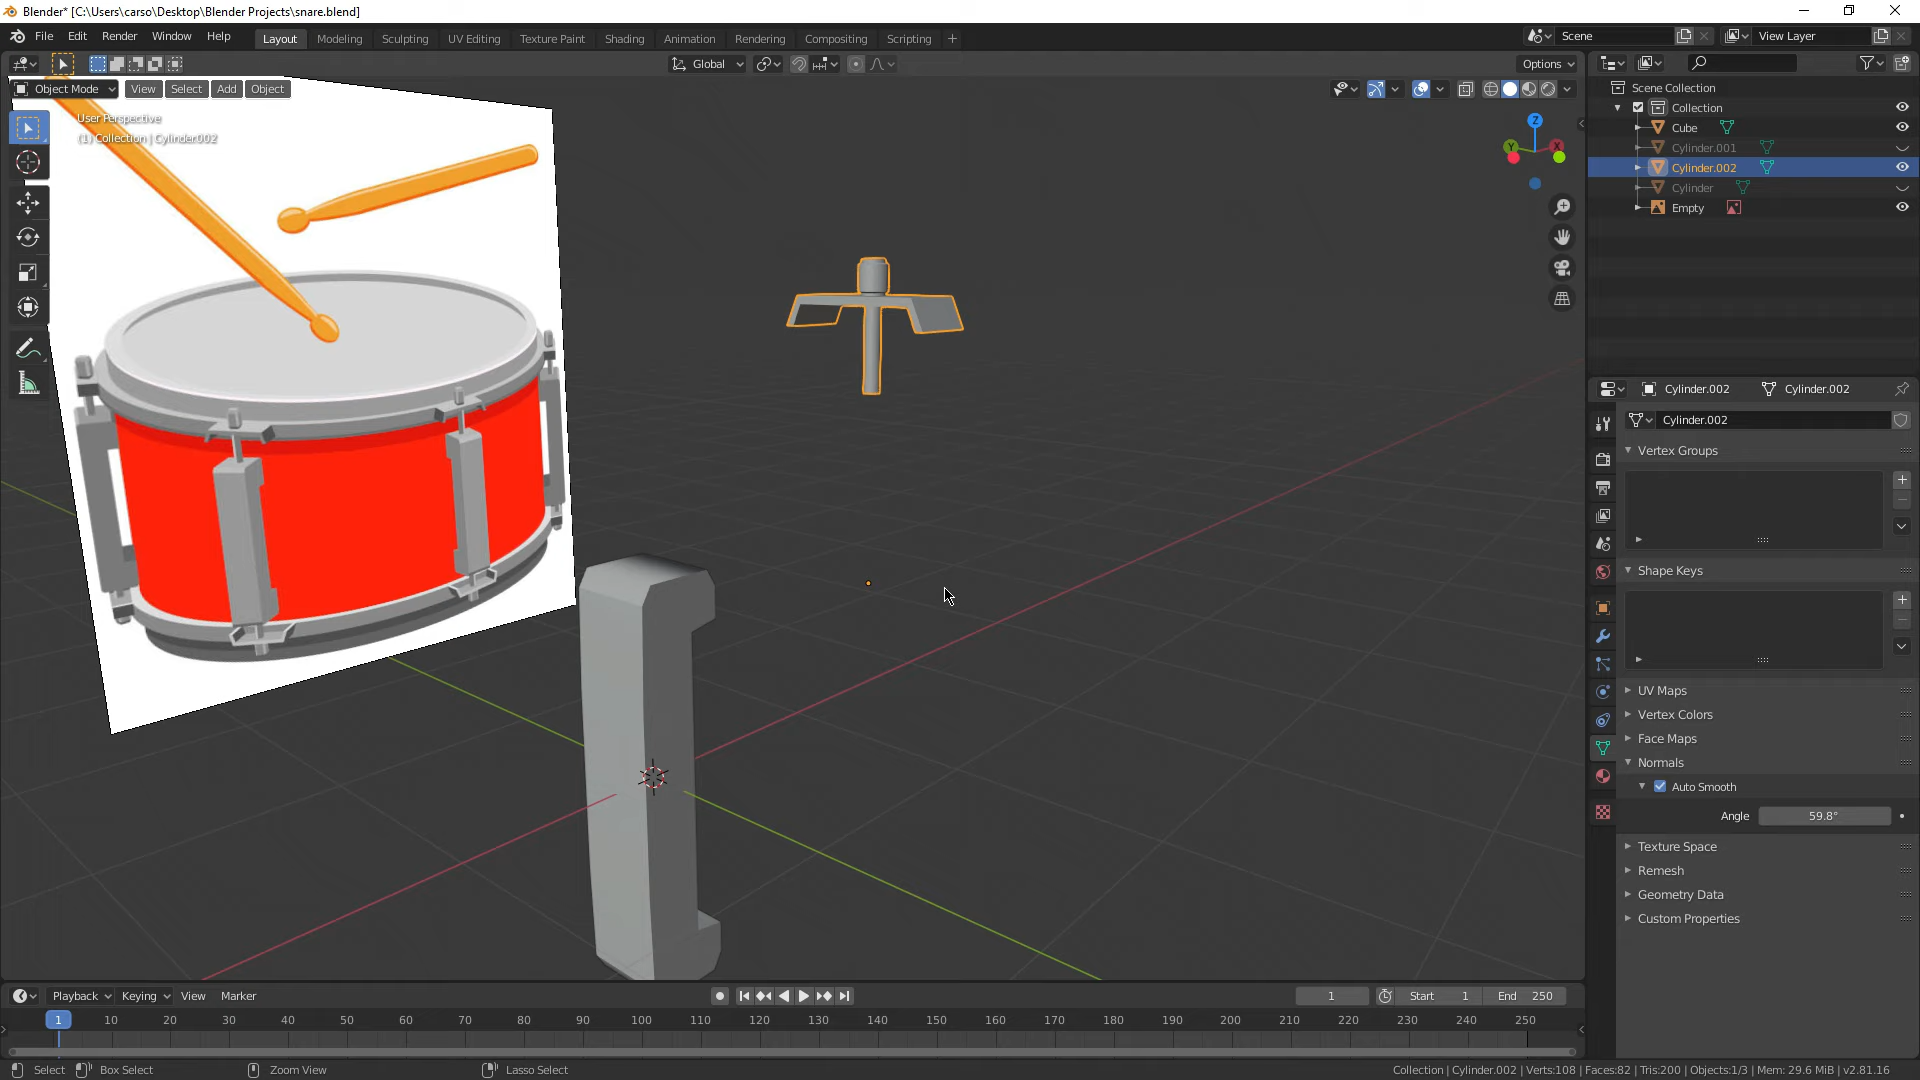 Blender* [C:\Users\carso\Desktop\Blender Projects\snare.blend]
File Edit Render Window Help
Layout Modeling Sculpting UV Editing Texture Paint Shading Animation Rendering Compositing Scripting +
Scene
View Layer
Global
Options
Object Mode View Select Add Object
User Perspective
(1) Collection | Cylinder.002
Z
Y
X
Scene Collection
Collection
Cube
Cylinder.001
Cylinder.002
Cylinder
Empty
Cylinder.002 Cylinder.002
Cylinder.002
Vertex Groups
Shape Keys
UV Maps
Vertex Colors
Face Maps
Normals
Auto Smooth
Angle 59.8°
Texture Space
Remesh
Geometry Data
Custom Properties
Playback Keying View Marker
1 Start 1 End 250
1 10 20 30 40 50 60 70 80 90 100 110 120 130 140 150 160 170 180 190 200 210 220 230 240 250
Select Box Select Zoom View Lasso Select
Collection | Cylinder.002 | Verts:108 | Faces:82 | Tris:200 | Objects:1/3 | Mem: 29.6 MiB | v2.81.16